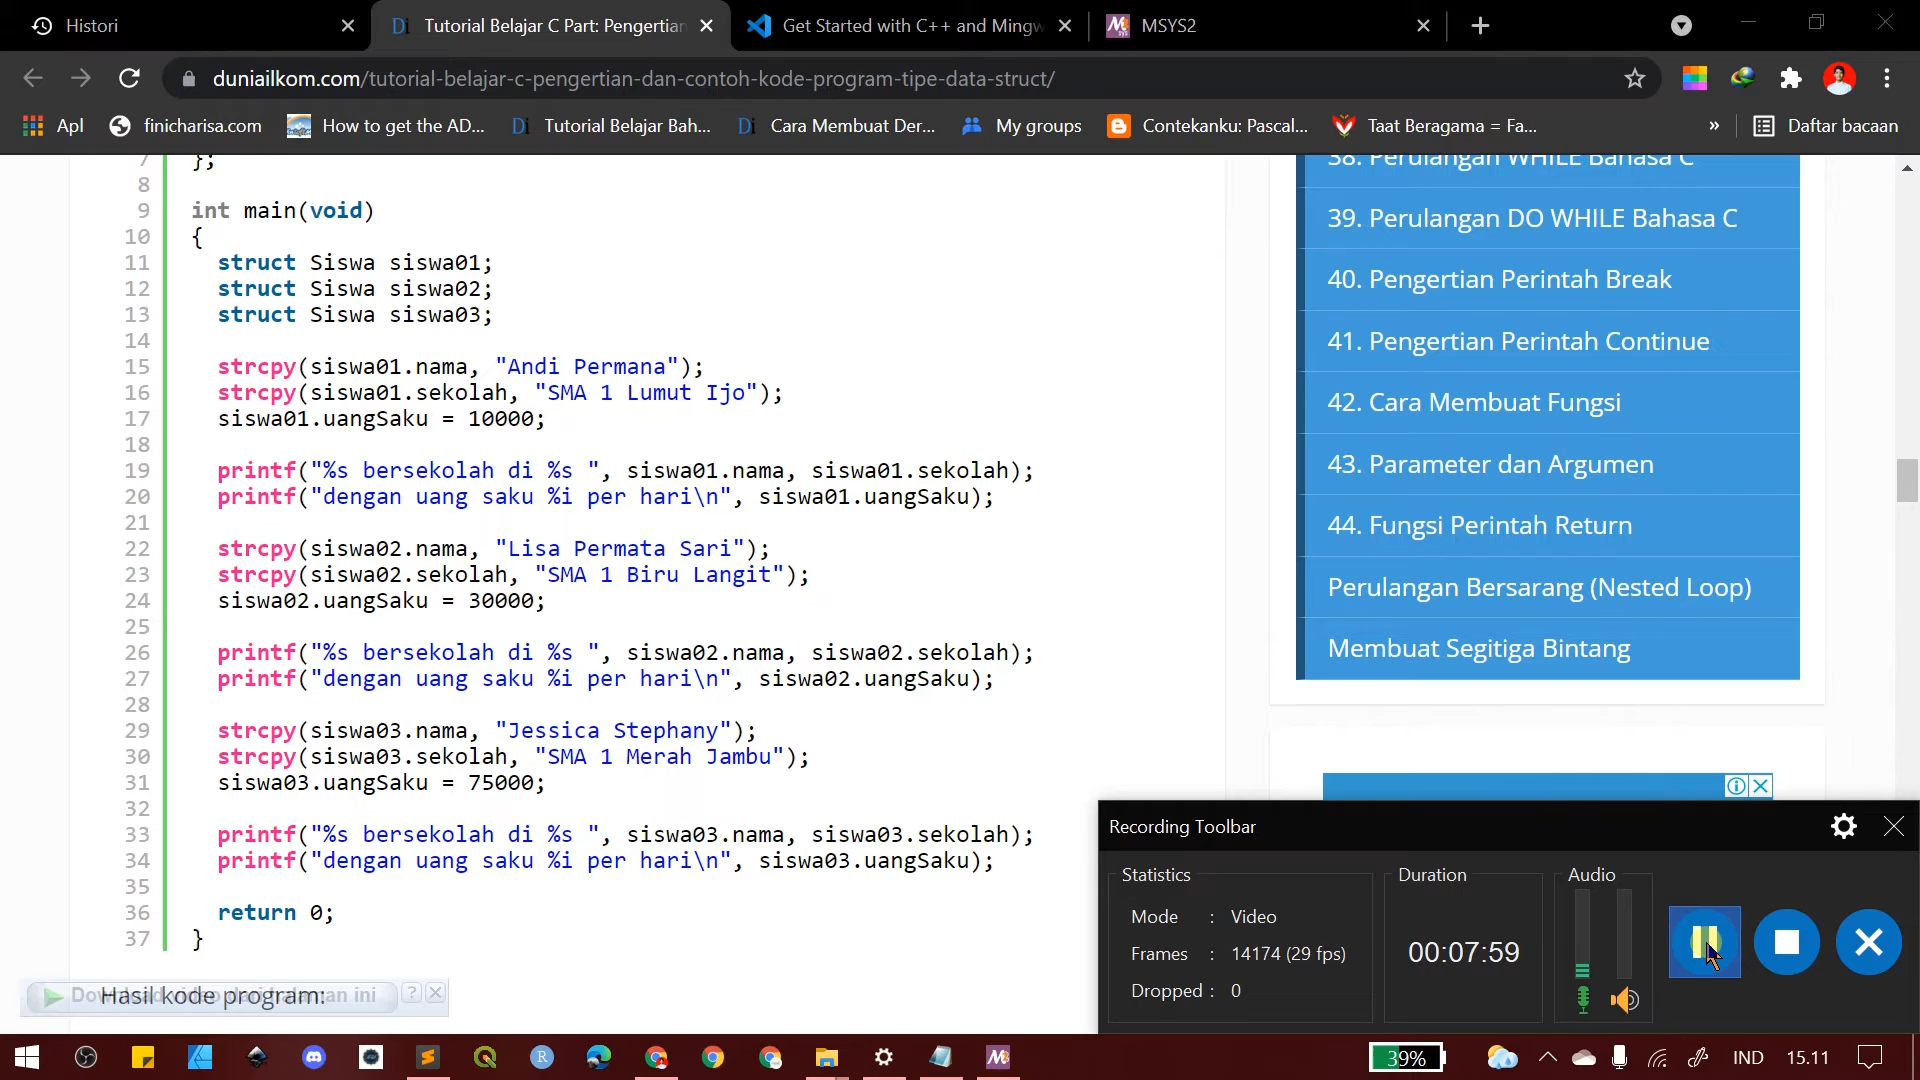 Histori
Tutorial Belajar C Part: Pengertian
Get Started with C++ and Mingw
MSYS2
duniailkom.com/tutorial-belajar-c-pengertian-dan-contoh-kode-program-tipe-data-struct/
Apl
finicharisa.com
How to get the AD...
Tutorial Belajar Bah...
Cara Membuat Der...
My groups
Contekanku: Pascal...
Taat Beragama = Fa...
»
Daftar bacaan
7 };
8
9 int main(void)
10 {
11 struct Siswa siswa01;
12 struct Siswa siswa02;
13 struct Siswa siswa03;
14
15 strcpy(siswa01.nama, "Andi Permana");
16 strcpy(siswa01.sekolah, "SMA 1 Lumut Ijo");
17 siswa01.uangSaku = 10000;
18
19 printf("%s bersekolah di %s ", siswa01.nama, siswa01.sekolah);
20 printf("dengan uang saku %i per hari\n", siswa01.uangSaku);
21
22 strcpy(siswa02.nama, "Lisa Permata Sari");
23 strcpy(siswa02.sekolah, "SMA 1 Biru Langit");
24 siswa02.uangSaku = 30000;
25
26 printf("%s bersekolah di %s ", siswa02.nama, siswa02.sekolah);
27 printf("dengan uang saku %i per hari\n", siswa02.uangSaku);
28
29 strcpy(siswa03.nama, "Jessica Stephany");
30 strcpy(siswa03.sekolah, "SMA 1 Merah Jambu");
31 siswa03.uangSaku = 75000;
32
33 printf("%s bersekolah di %s ", siswa03.nama, siswa03.sekolah);
34 printf("dengan uang saku %i per hari\n", siswa03.uangSaku);
35
36 return 0;
37 }
Hasil kode program:
38. Perulangan WHILE Bahasa C
39. Perulangan DO WHILE Bahasa C
40. Pengertian Perintah Break
41. Pengertian Perintah Continue
42. Cara Membuat Fungsi
43. Parameter dan Argumen
44. Fungsi Perintah Return
Perulangan Bersarang (Nested Loop)
Membuat Segitiga Bintang
Recording Toolbar
Statistics
Mode : Video
Frames : 14174 (29 fps)
Dropped : 0
Duration
00:07:59
Audio
39%
IND
15.11